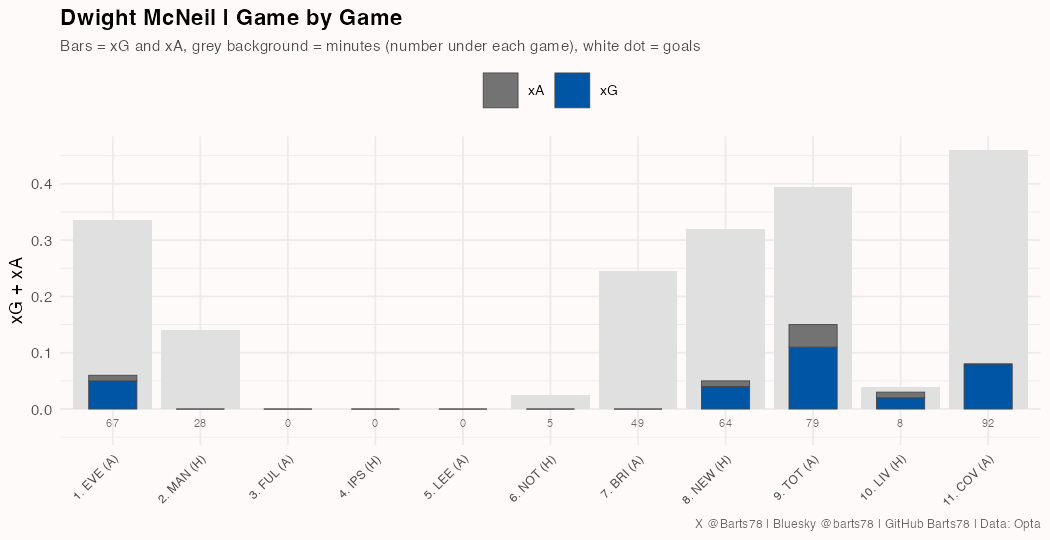 Dwight McNeil | Game by Game
Bars = xG and xA, grey background = minutes (number under each game), white dot = goals
xA xG
xG + xA
0.4
0.3
0.2
0.1
0.0
67 28 0 0 0 5 49 64 79 8 92
1. EVE (A) 2. MAN (H) 3. FUL (A) 4. IPS (H) 5. LEE (A) 6. NOT (H) 7. BRI (A) 8. NEW (H) 9. TOT (A) 10. LIV (H) 11. COV (A)
X @Barts78 | Bluesky @barts78 | GitHub Barts78 | Data: Opta